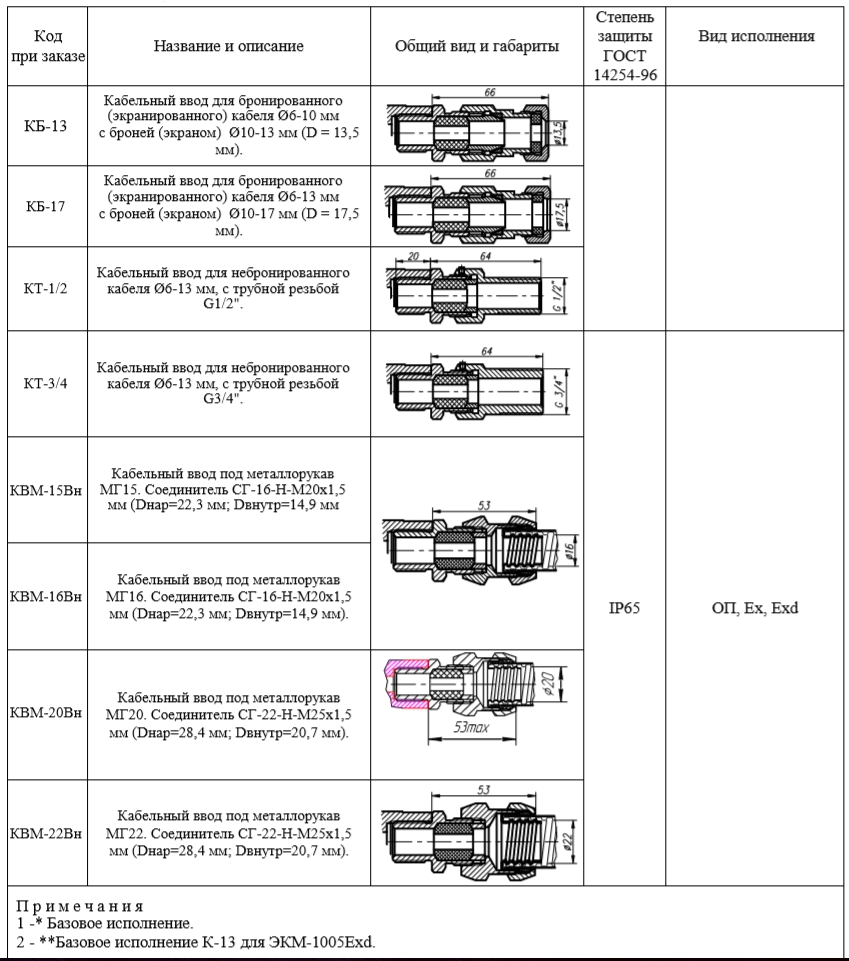 Код
при заказе
Название и описание
Общий вид и габариты
Степень
защиты
ГОСТ
14254-96
Вид исполнения
КБ-13
Кабельный ввод для бронированного
(экранированного) кабеля Ø6-10 мм
с броней (экраном) Ø10-13 мм (D = 13,5
мм).
66
ø13,5
КБ-17
Кабельный ввод для бронированного
(экранированного) кабеля Ø6-13 мм
с броней (экраном) Ø10-17 мм (D = 17,5
мм).
66
ø17,5
КТ-1/2
Кабельный ввод для небронированного
кабеля Ø6-13 мм, с трубной резьбой
G1/2".
20
64
G 1/2"
КТ-3/4
Кабельный ввод для небронированного
кабеля Ø6-13 мм, с трубной резьбой
G3/4".
64
G 3/4"
КВМ-15Вн
Кабельный ввод под металлорукав
МГ15. Соединитель СГ-16-Н-М20х1,5
мм (Dнар=22,3 мм; Dвнутр=14,9 мм
53
ø16
КВМ-16Вн
Кабельный ввод под металлорукав
МГ16. Соединитель СГ-16-Н-М20х1,5
мм (Dнар=22,3 мм; Dвнутр=14,9 мм).
IP65
ОП, Ex, Exd
КВМ-20Вн
Кабельный ввод под металлорукав
МГ20. Соединитель СГ-22-Н-М25х1,5
мм (Dнар=28,4 мм; Dвнутр=20,7 мм).
ø20
53max
КВМ-22Вн
Кабельный ввод под металлорукав
МГ22. Соединитель СГ-22-Н-М25х1,5
мм (Dнар=28,4 мм; Dвнутр=20,7 мм).
53
ø22
Примечания
1 -* Базовое исполнение.
2 - **Базовое исполнение К-13 для ЭКМ-1005Exd.